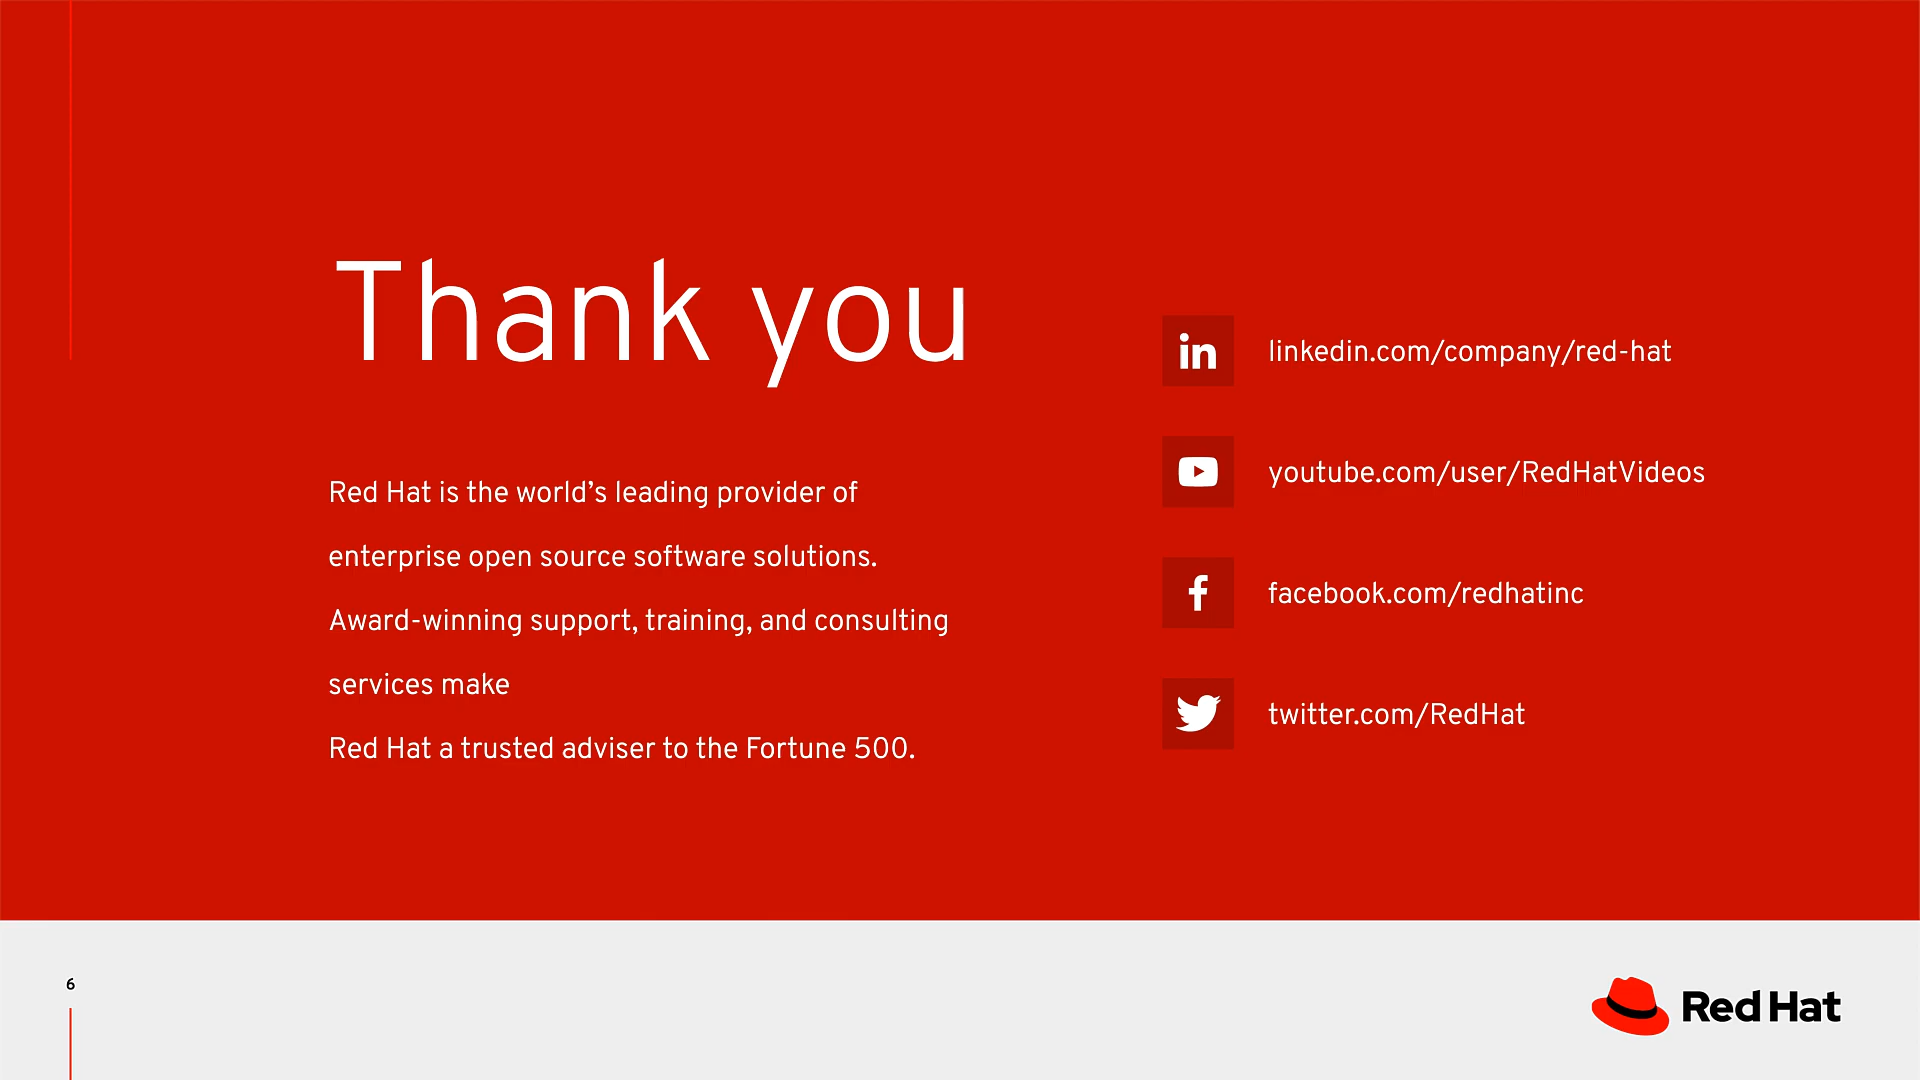 Thank you
Red Hat is the world’s leading provider of
enterprise open source software solutions.
Award-winning support, training, and consulting
services make
Red Hat a trusted adviser to the Fortune 500.
in linkedin.com/company/red-hat
youtube.com/user/RedHatVideos
f facebook.com/redhatinc
twitter.com/RedHat
6
Red Hat